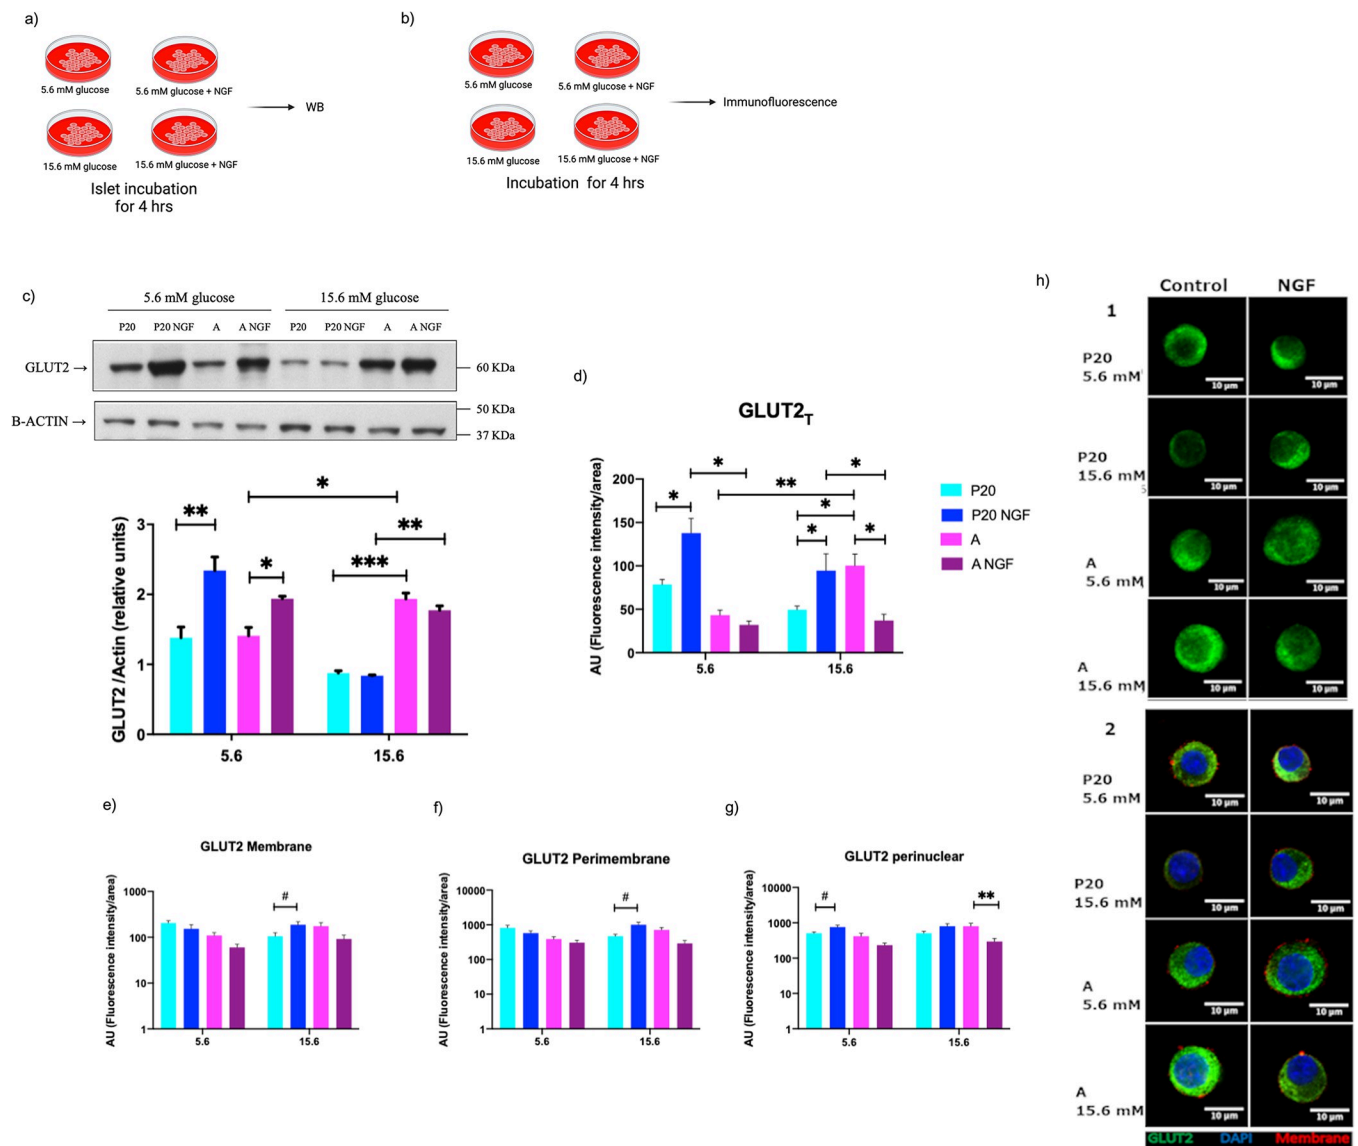 a)
5.6 mM glucose
5.6 mM glucose + NGF
WB
15.6 mM glucose
15.6 mM glucose + NGF
Islet incubation
for 4 hrs
b)
5.6 mM glucose
5.6 mM glucose + NGF
Immunofluorescence
15.6 mM glucose
15.6 mM glucose + NGF
Incubation for 4 hrs
c)
5.6 mM glucose 15.6 mM glucose
P20 P20 NGF A A NGF P20 P20 NGF A A NGF
GLUT2 → 60 KDa
50 KDa
B-ACTIN →
37 KDa
GLUT2 /Actin (relative units)
3
2
1
0
** * * *** **
5.6 15.6
d)
GLUT2T
AU (Fluorescence intensity/area)
200
150
100
50
0
* * ** * * * *
5.6 15.6
P20
P20 NGF
A
A NGF
e)
GLUT2 Membrane
AU (Fluorescence intensity/area)
1000
100
10
1
#
5.6 15.6
f)
GLUT2 Perimembrane
AU (Fluorescence intensity/area)
10000
1000
100
10
1
#
5.6 15.6
g)
GLUT2 perinuclear
AU (Fluorescence intensity/area)
10000
1000
100
10
1
# **
5.6 15.6
h)
Control NGF
1
P20
5.6 mM
10 µm 10 µm
P20
15.6 mM
10 µm 10 µm
A
5.6 mM
10 µm 10 µm
A
15.6 mM
10 µm 10 µm
2
P20
5.6 mM
10 µm 10 µm
P20
15.6 mM
10 µm 10 µm
A
5.6 mM
10 µm 10 µm
A
15.6 mM
10 µm 10 µm
GLUT2 DAPI Membrane